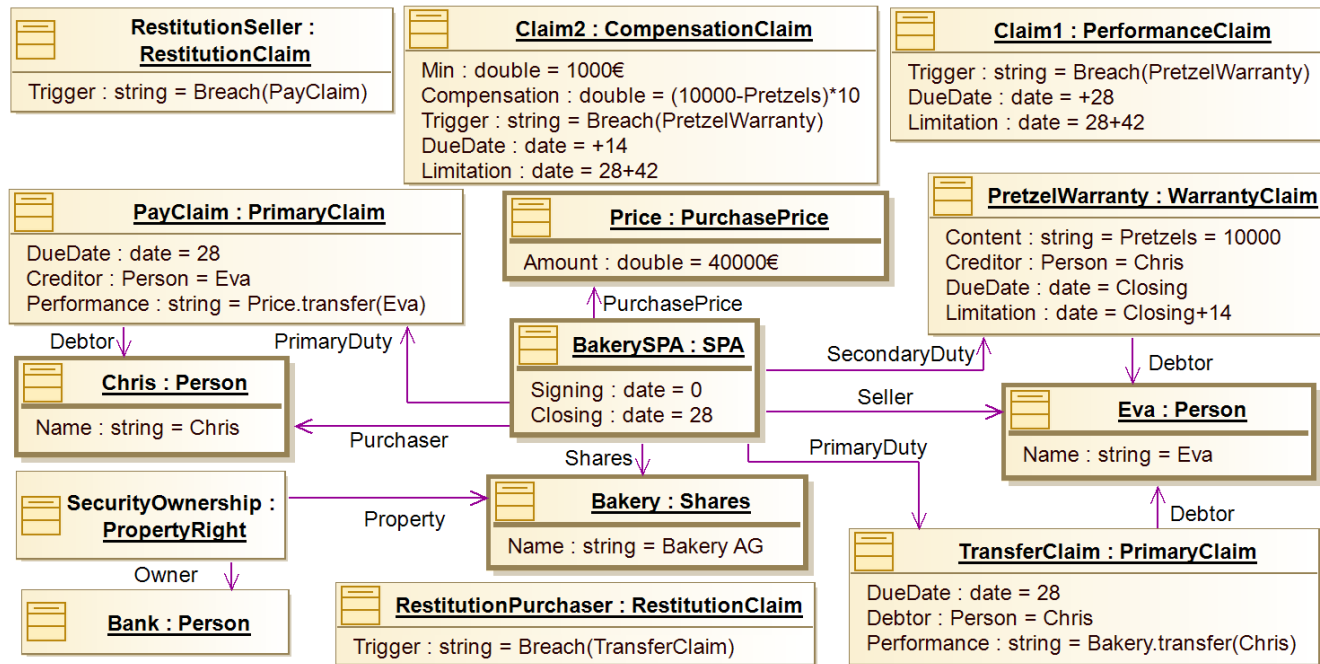 RestitutionSeller :
RestitutionClaim
Trigger : string = Breach(PayClaim)
Claim2 : CompensationClaim
Min : double = 1000€
Compensation : double = (10000-Pretzels)*10
Trigger : string = Breach(PretzelWarranty)
DueDate : date = +14
Limitation : date = 28+42
Claim1 : PerformanceClaim
Trigger : string = Breach(PretzelWarranty)
DueDate : date = +28
Limitation : date = 28+42
PayClaim : PrimaryClaim
DueDate : date = 28
Creditor : Person = Eva
Performance : string = Price.transfer(Eva)
Price : PurchasePrice
Amount : double = 40000€
PretzelWarranty : WarrantyClaim
Content : string = Pretzels = 10000
Creditor : Person = Chris
DueDate : date = Closing
Limitation : date = Closing+14
Debtor
PrimaryDuty
PurchasePrice
BakerySPA : SPA
Signing : date = 0
Closing : date = 28
SecondaryDuty
Debtor
Chris : Person
Name : string = Chris
Purchaser
Seller
Eva : Person
Name : string = Eva
Shares
PrimaryDuty
SecurityOwnership :
PropertyRight
Property
Bakery : Shares
Name : string = Bakery AG
Debtor
Owner
Bank : Person
RestitutionPurchaser : RestitutionClaim
Trigger : string = Breach(TransferClaim)
TransferClaim : PrimaryClaim
DueDate : date = 28
Debtor : Person = Chris
Performance : string = Bakery.transfer(Chris)